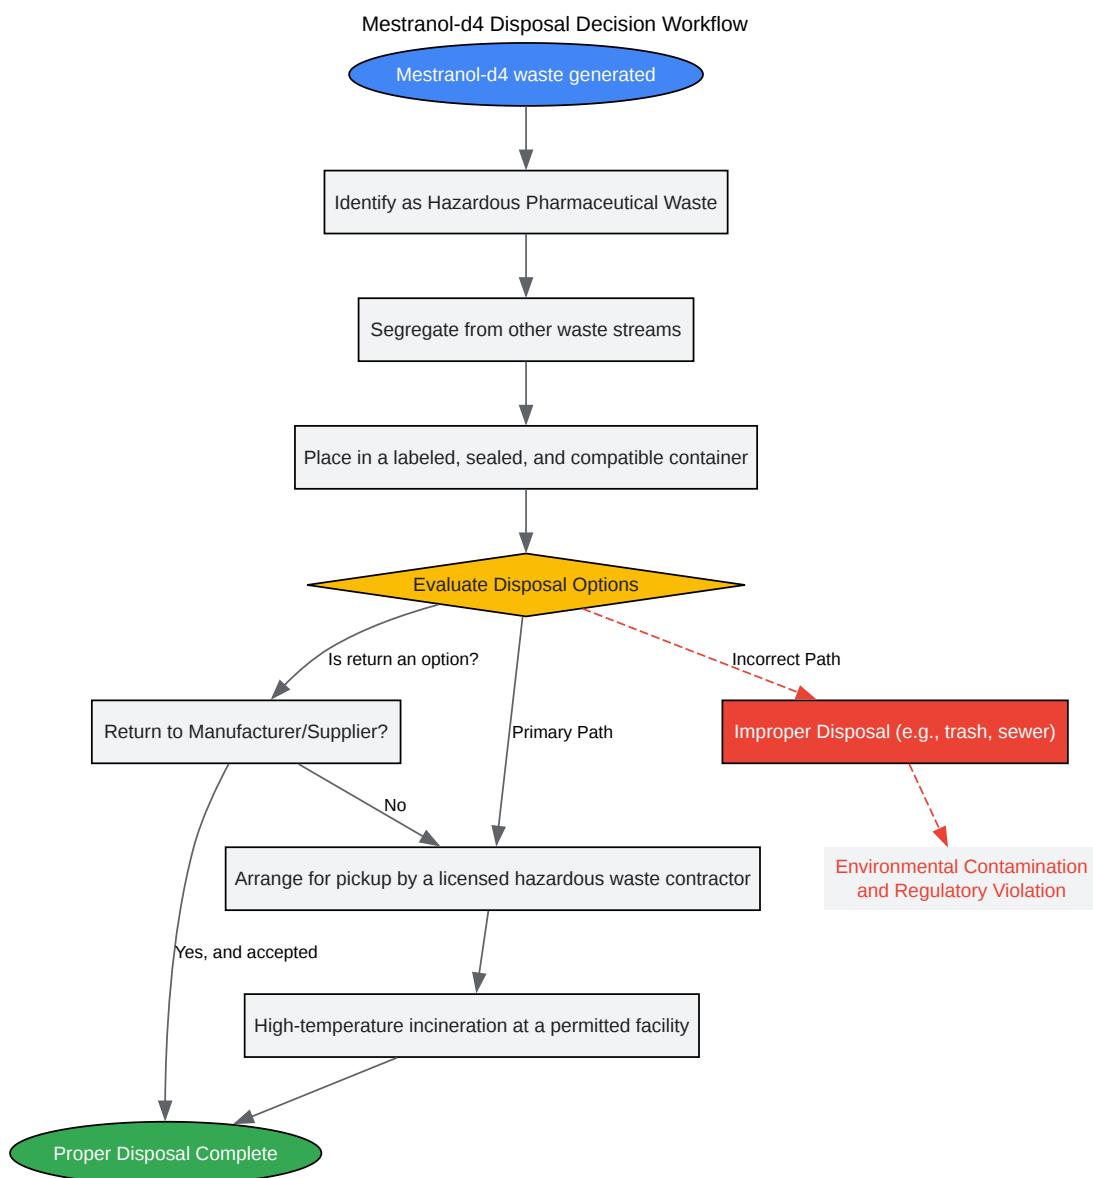 Mestranol-d4 Disposal Decision Workflow
Mestranol-d4 waste generated
Identify as Hazardous Pharmaceutical Waste
Segregate from other waste streams
Place in a labeled, sealed, and compatible container
Evaluate Disposal Options
Is return an option?
Incorrect Path
Return to Manufacturer/Supplier?
Primary Path
Improper Disposal (e.g., trash, sewer)
No
Arrange for pickup by a licensed hazardous waste contractor
Environmental Contamination
and Regulatory Violation
Yes, and accepted
High-temperature incineration at a permitted facility
Proper Disposal Complete